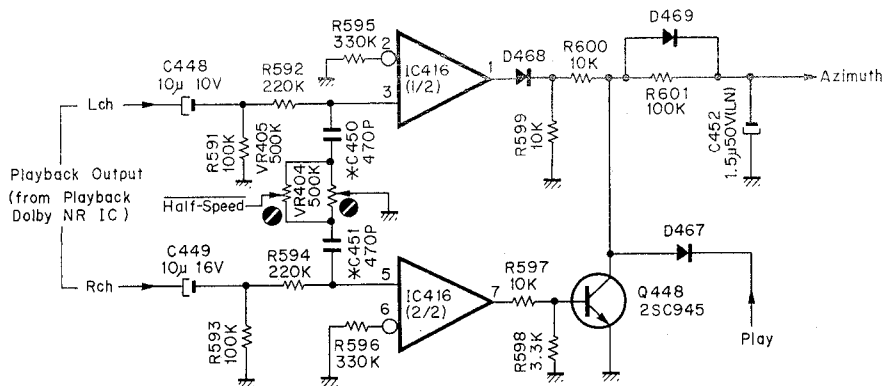 R595
330K
2
C448
10μ 10V
R592
220K
IC416
(1/2)
1
D468
R600
10K
D469
R601
100K
Azimuth
Lch
3
R591
100K
VR405
500K
*C450
470P
R599
10K
C452
1.5μ50V(LN)
Playback Output
(from Playback
Dolby NR IC)
Half-Speed
VR404
500K
C449
10μ 16V
R594
220K
*C451
470P
5
IC416
(2/2)
7
R597
10K
D467
Q448
2SC945
Rch
6
R593
100K
R596
330K
R598
3.3K
Play